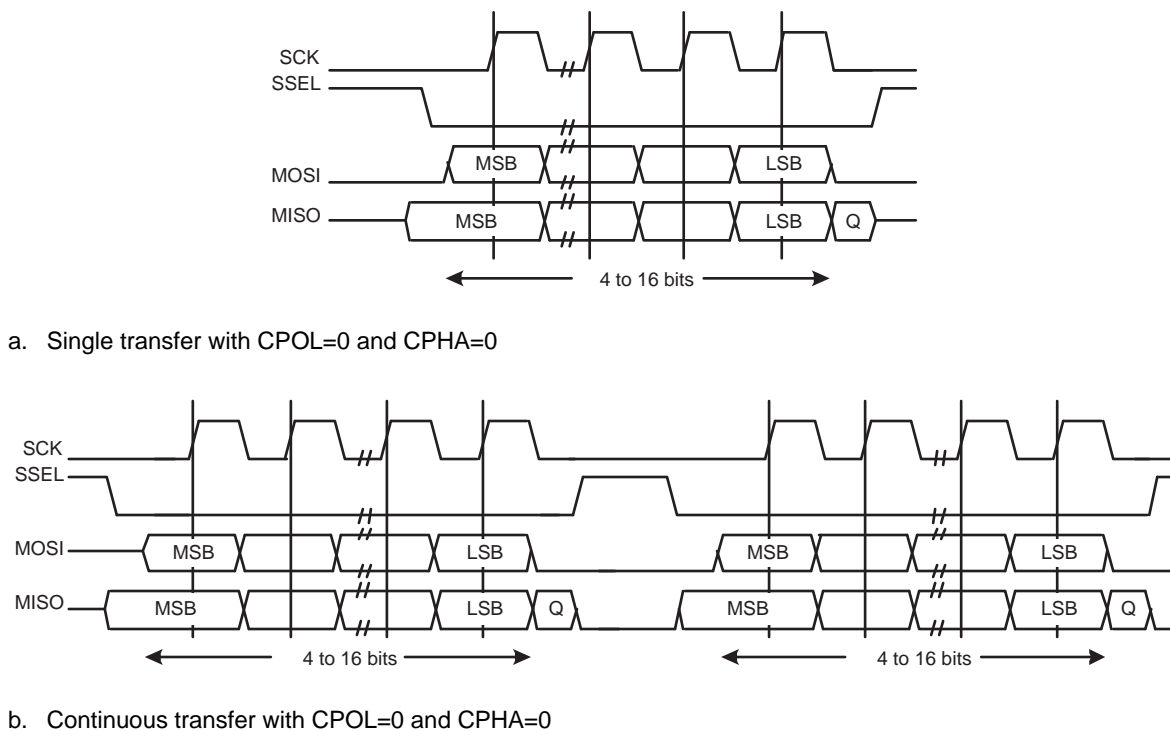 SCK
SSEL
MOSI MSB LSB
MISO MSB LSB Q
4 to 16 bits
a. Single transfer with CPOL=0 and CPHA=0
SCK
SSEL
MOSI MSB LSB MSB LSB
MISO MSB LSB Q MSB LSB Q
4 to 16 bits 4 to 16 bits
b. Continuous transfer with CPOL=0 and CPHA=0